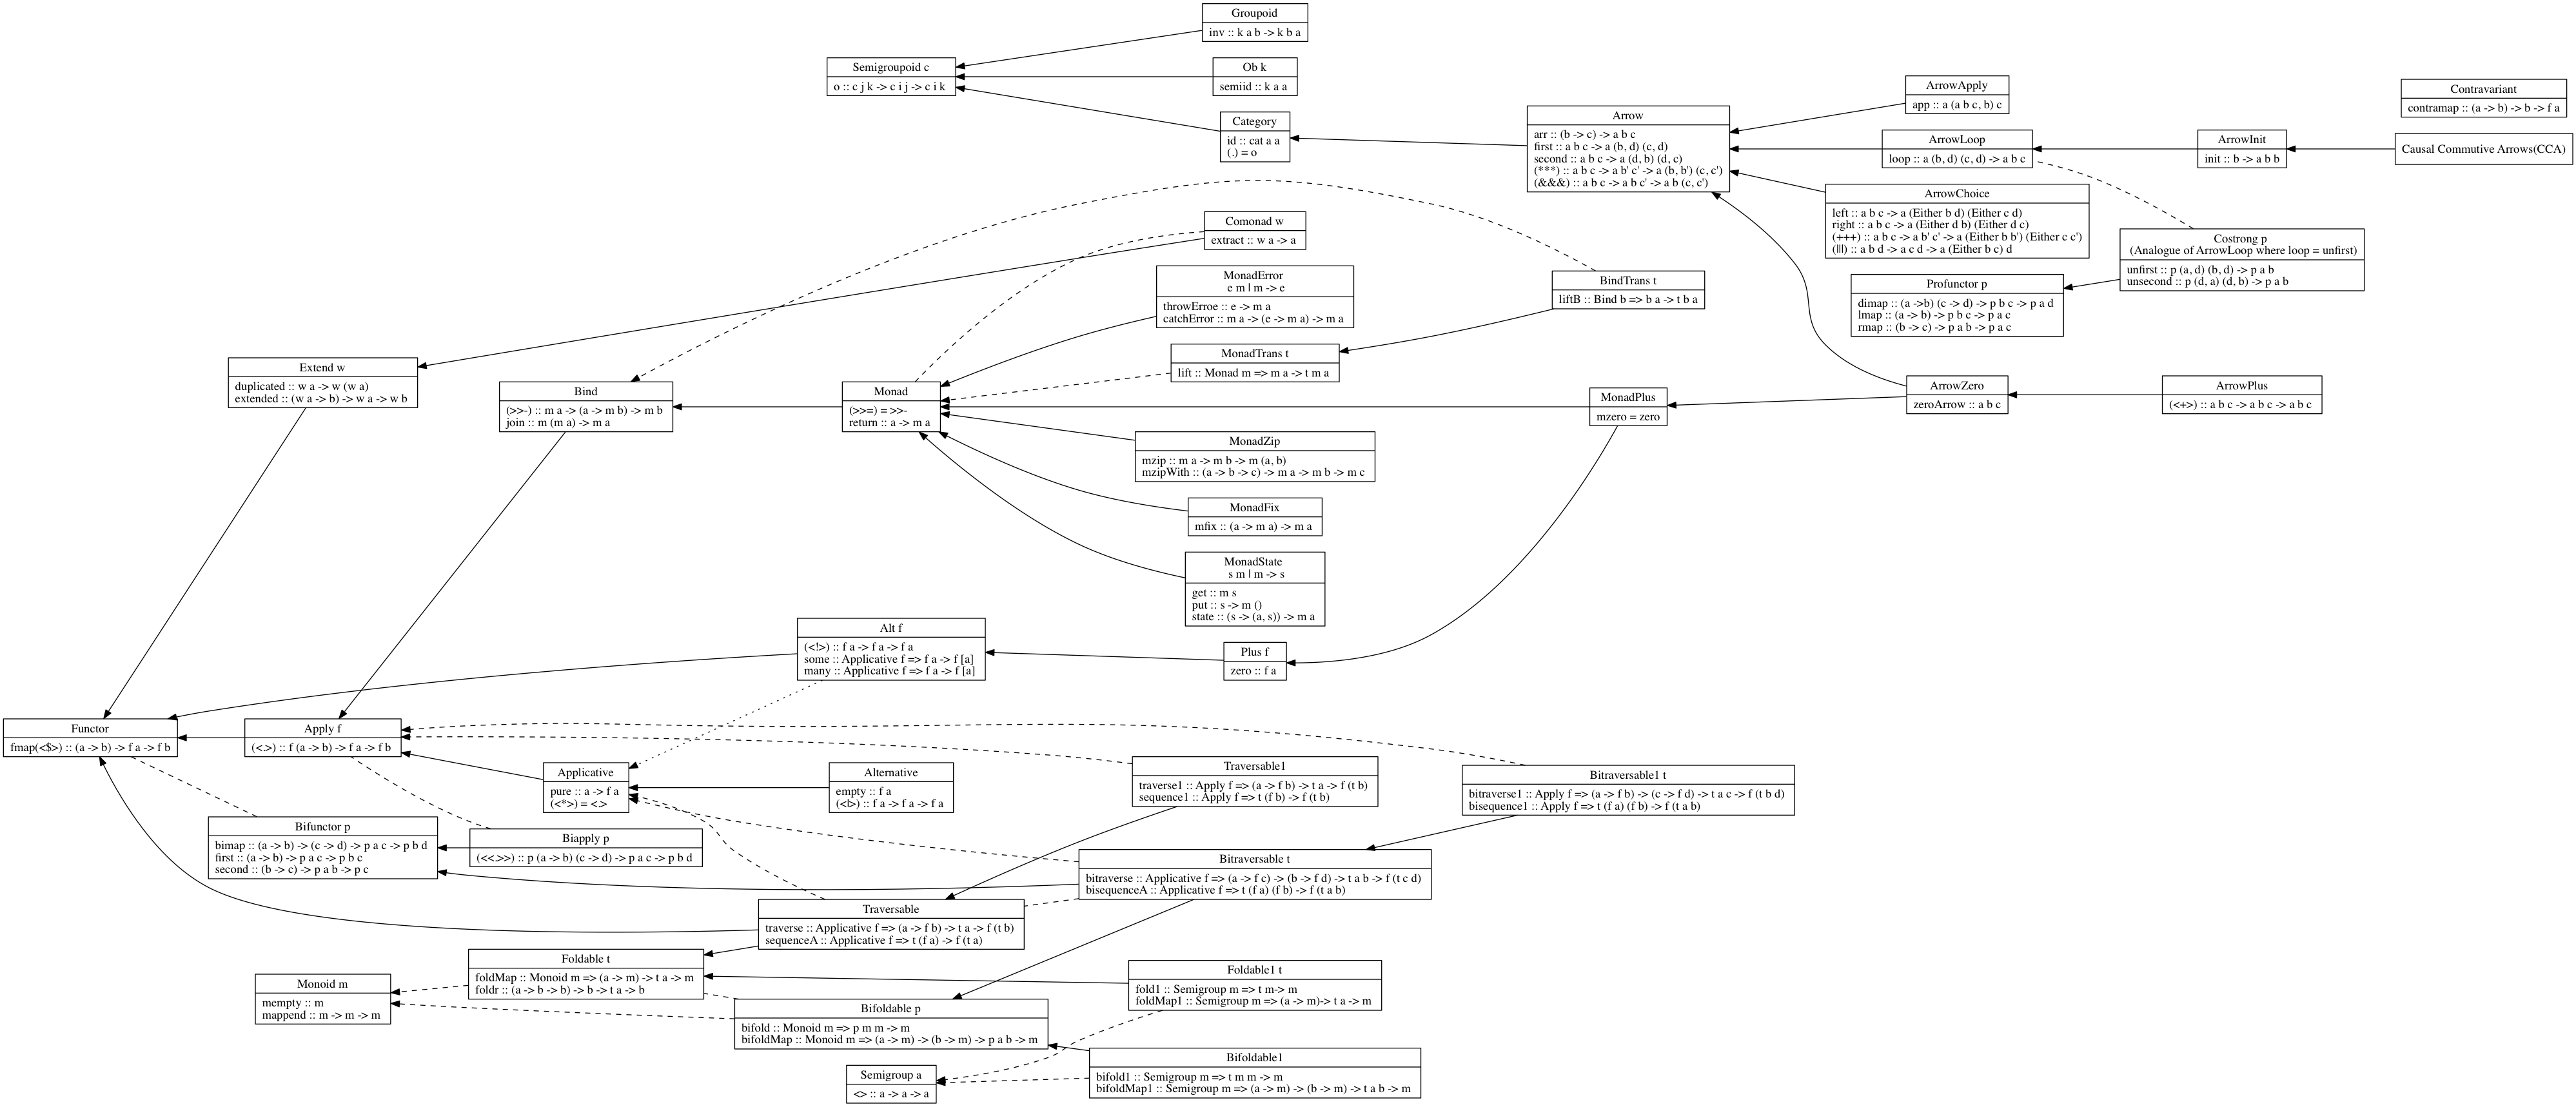 Groupoid
inv :: k a b -> k b a
Semigroupoid c
o :: c j k -> c i j -> c i k
Ob k
semiid :: k a a
Category
id :: cat a a
(.) = o
Arrow
arr :: (b -> c) -> a b c
first :: a b c -> a (b, d) (c, d)
second :: a b c -> a (d, b) (d, c)
(***) :: a b c -> a b' c' -> a (b, b') (c, c')
(&&&) :: a b c -> a b c' -> a b (c, c')
ArrowApply
app :: a (a b c, b) c
ArrowLoop
loop :: a (b, d) (c, d) -> a b c
ArrowInit
init :: b -> a b b
Contravariant
contramap :: (a -> b) -> b -> f a
Causal Commutive Arrows(CCA)
ArrowChoice
left :: a b c -> a (Either b d) (Either c d)
right :: a b c -> a (Either d b) (Either d c)
(+++) :: a b c -> a b' c' -> a (Either b b') (Either c c')
(|||) :: a b d -> a c d -> a (Either b c) d
Costrong p
(Analogue of ArrowLoop where loop = unfirst)
unfirst :: p (a, d) (b, d) -> p a b
unsecond :: p (d, a) (d, b) -> p a b
Profunctor p
dimap :: (a ->b) (c -> d) -> p b c -> p a d
lmap :: (a -> b) -> p b c -> p a c
rmap :: (b -> c) -> p a b -> p a c
Comonad w
extract :: w a -> a
MonadError
e m | m -> e
throwErroe :: e -> m a
catchError :: m a -> (e -> m a) -> m a
BindTrans t
liftB :: Bind b => b a -> t b a
MonadTrans t
lift :: Monad m => m a -> t m a
Extend w
duplicated :: w a -> w (w a)
extended :: (w a -> b) -> w a -> w b
Bind
(>>-) :: m a -> (a -> m b) -> m b
join :: m (m a) -> m a
Monad
(>>=) = >>-
return :: a -> m a
MonadPlus
mzero = zero
ArrowZero
zeroArrow :: a b c
ArrowPlus
(<+>) :: a b c -> a b c -> a b c
MonadZip
mzip :: m a -> m b -> m (a, b)
mzipWith :: (a -> b -> c) -> m a -> m b -> m c
MonadFix
mfix :: (a -> m a) -> m a
MonadState
s m | m -> s
get :: m s
put :: s -> m ()
state :: (s -> (a, s)) -> m a
Alt f
(<!>) :: f a -> f a -> f a
some :: Applicative f => f a -> f [a]
many :: Applicative f => f a -> f [a]
Plus f
zero :: f a
Functor
fmap(<$>) :: (a -> b) -> f a -> f b
Apply f
(<.>) :: f (a -> b) -> f a -> f b
Applicative
pure :: a -> f a
(<*>) = <.>
Alternative
empty :: f a
(<|>) :: f a -> f a -> f a
Traversable1
traverse1 :: Apply f => (a -> f b) -> t a -> f (t b)
sequence1 :: Apply f => t (f b) -> f (t b)
Bitraversable1 t
bitraverse1 :: Apply f => (a -> f b) -> (c -> f d) -> t a c -> f (t b d)
bisequence1 :: Apply f => t (f a) (f b) -> f (t a b)
Bifunctor p
bimap :: (a -> b) -> (c -> d) -> p a c -> p b d
first :: (a -> b) -> p a c -> p b c
second :: (b -> c) -> p a b -> p c
Biapply p
(<<.>>) :: p (a -> b) (c -> d) -> p a c -> p b d
Bitraversable t
bitraverse :: Applicative f => (a -> f c) -> (b -> f d) -> t a b -> f (t c d)
bisequenceA :: Applicative f => t (f a) (f b) -> f (t a b)
Traversable
traverse :: Applicative f => (a -> f b) -> t a -> f (t b)
sequenceA :: Applicative f => t (f a) -> f (t a)
Foldable t
foldMap :: Monoid m => (a -> m) -> t a -> m
foldr :: (a -> b -> b) -> b -> t a -> b
Monoid m
mempty :: m
mappend :: m -> m -> m
Foldable1 t
fold1 :: Semigroup m => t m-> m
foldMap1 :: Semigroup m => (a -> m)-> t a -> m
Bifoldable p
bifold :: Monoid m => p m m -> m
bifoldMap :: Monoid m => (a -> m) -> (b -> m) -> p a b -> m
Bifoldable1
bifold1 :: Semigroup m => t m m -> m
bifoldMap1 :: Semigroup m => (a -> m) -> (b -> m) -> t a b -> m
Semigroup a
<> :: a -> a -> a